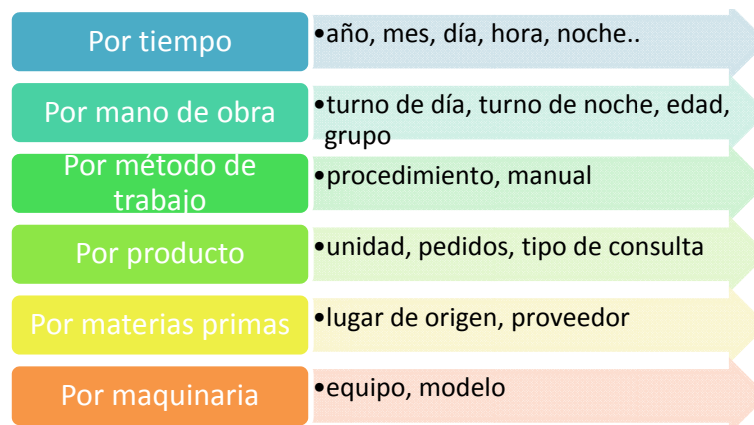 Por tiempo
•año, mes, día, hora, noche..
Por mano de obra
•turno de día, turno de noche, edad,
grupo
Por método de
trabajo
•procedimiento, manual
Por producto
•unidad, pedidos, tipo de consulta
Por materias primas
•lugar de origen, proveedor
Por maquinaria
•equipo, modelo